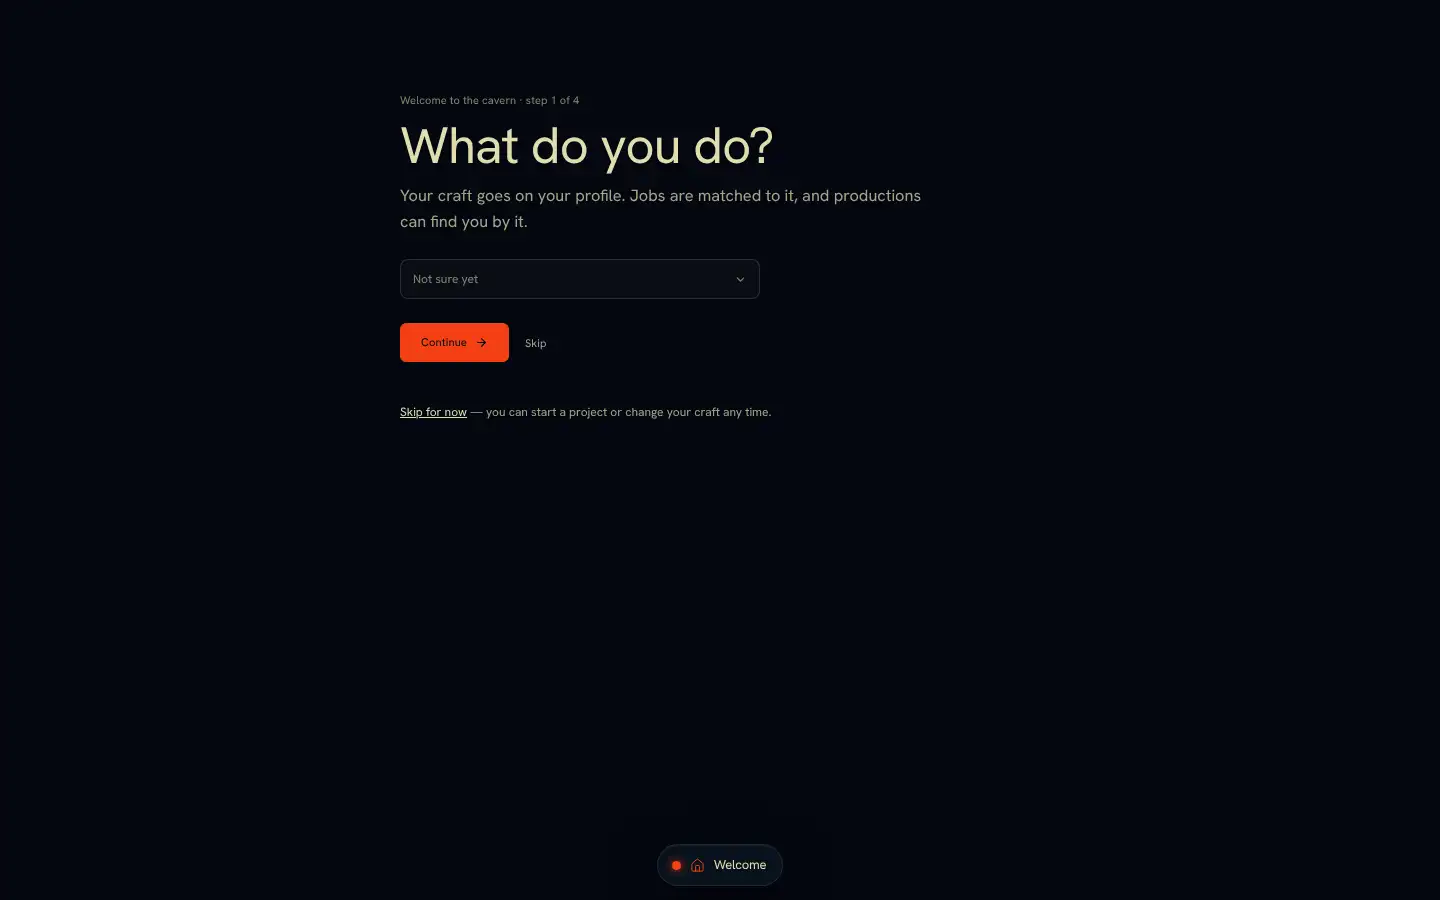 Welcome to the cavern · step 1 of 4
What do you do?
Your craft goes on your profile. Jobs are matched to it, and productions
can find you by it.
Not sure yet
Continue →
Skip
Skip for now — you can start a project or change your craft any time.
Welcome